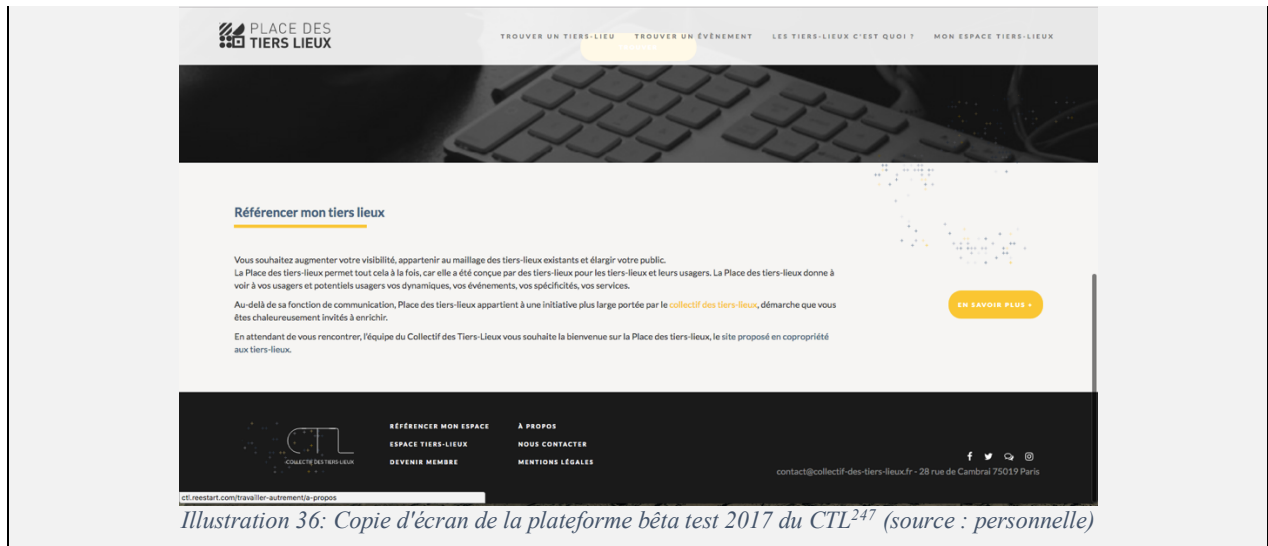 PLACE DES
TIERS LIEUX
TROUVER UN TIERS-LIEU TROUVER UN ÉVÈNEMENT LES TIERS-LIEUX C'EST QUOI ? MON ESPACE TIERS-LIEUX
Référencer mon tiers lieux
Vous souhaitez augmenter votre visibilité, appartenir au maillage des tiers-lieux existants et élargir votre public.
La Place des tiers-lieux permet tout cela à la fois, car elle a été conçue par des tiers-lieux pour les tiers-lieux et leurs usagers. La Place des tiers-lieux donne à
voir à vos usagers et potentiels usagers vos dynamiques, vos événements, vos spécificités, vos services.
Au-delà de sa fonction de communication, Place des tiers-lieux appartient à une initiative plus large portée par le collectif des tiers-lieux, démarche que vous
êtes chaleureusement invités à enrichir.
En attendant de vous rencontrer, l'équipe du Collectif des Tiers-Lieux vous souhaite la bienvenue sur la Place des tiers-lieux, le site proposé en copropriété
aux tiers-lieux.
EN SAVOIR PLUS +
CTL
COLLECTIF DES TIERS-LIEUX
RÉFÉRENCER MON ESPACE À PROPOS
ESPACE TIERS-LIEUX NOUS CONTACTER
DEVENIR MEMBRE MENTIONS LÉGALES
contact@collectif-des-tiers-lieux.fr - 28 rue de Cambrai 75019 Paris
ctl.reestart.com/travailler-autrement/a-propos
Illustration 36: Copie d'écran de la plateforme bêta test 2017 du CTL247 (source : personnelle)